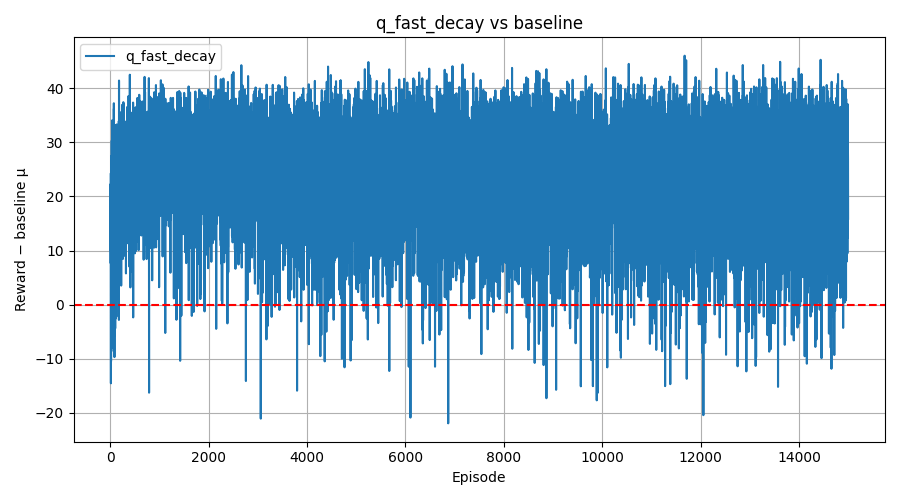 q_fast_decay vs baseline
q_fast_decay
Reward − baseline μ
40
30
20
10
0
−10
−20
0 2000 4000 6000 8000 10000 12000 14000
Episode